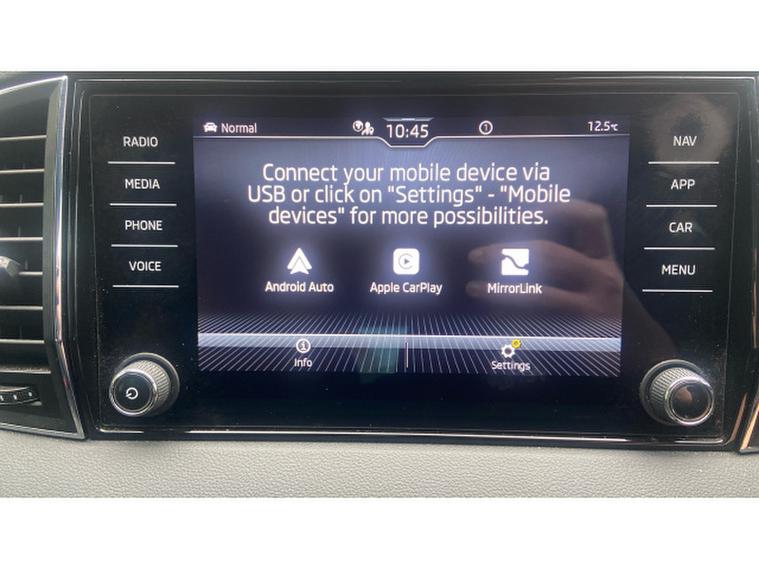 RADIO
MEDIA
PHONE
VOICE
Normal
10:45
1
12.5°C
Connect your mobile device via
USB or click on "Settings" - "Mobile
devices" for more possibilities.
Android Auto
Apple CarPlay
MirrorLink
Info
Settings
NAV
APP
CAR
MENU